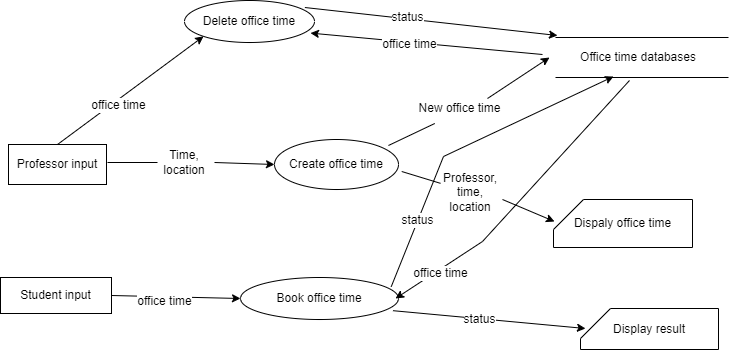 Delete office time
status
office time
Office time databases
office time
New office time
Professor input
Time,
location
Create office time
Professor,
time,
location
status
Dispaly office time
office time
Student input
office time
Book office time
status
Display result